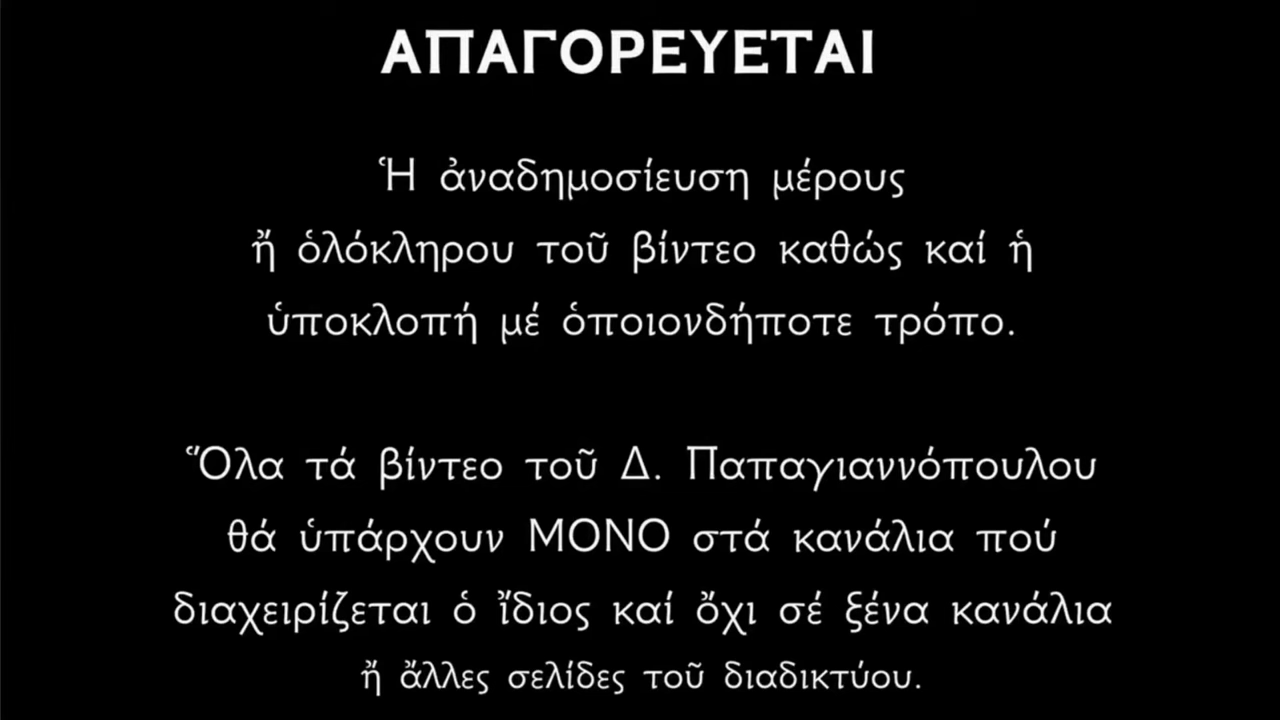 ΑΠΑΓΟΡΕΥΕΤΑΙ
Ἡ ἀναδημοσίευση μέρους
ἤ ὁλόκληρου τοῦ βίντεο καθώς καί ἡ
ὑποκλοπή μέ ὁποιονδήποτε τρόπο.
Ὅλα τά βίντεο τοῦ Δ. Παπαγιαννόπουλου
θά ὑπάρχουν ΜΟΝΟ στά κανάλια πού
διαχειρίζεται ὁ ἴδιος καί ὄχι σέ ξένα κανάλια
ἤ ἄλλες σελίδες τοῦ διαδικτύου.